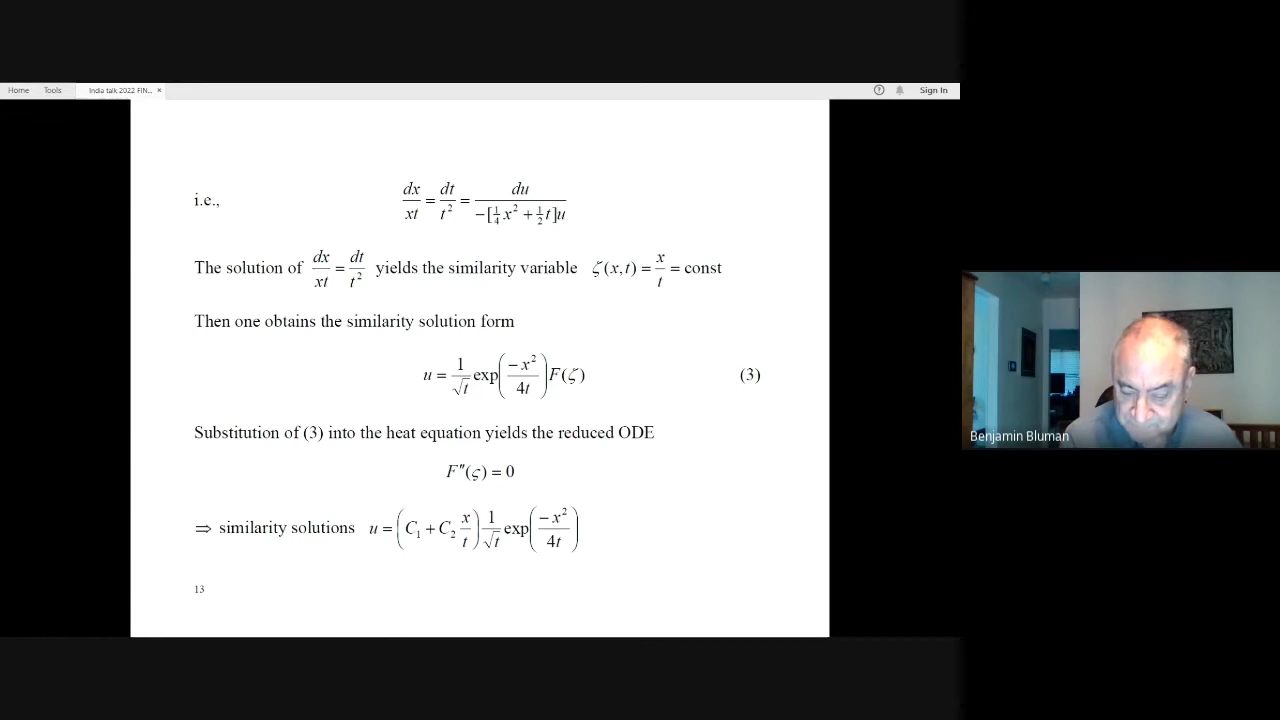 Home Tools India talk 2022 FIN... × Sign In
i.e., dx/xt = dt/t² = du/−[¼x² + ½t]u
The solution of dx/xt = dt/t² yields the similarity variable ζ(x,t) = x/t = const
Then one obtains the similarity solution form
u = 1/√t exp(−x²/4t) F(ζ) (3)
Substitution of (3) into the heat equation yields the reduced ODE
F″(ς) = 0
⇒ similarity solutions u = (C₁ + C₂ x/t) 1/√t exp(−x²/4t)
13
Benjamin Bluman